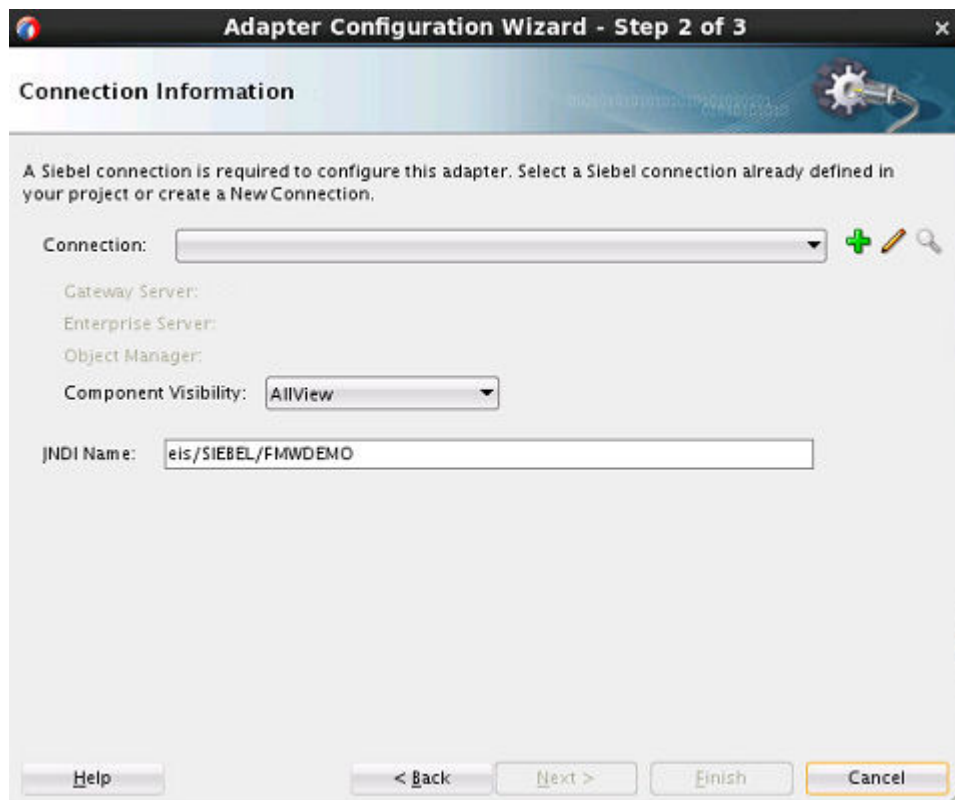 Adapter Configuration Wizard - Step 2 of 3
Connection Information
A Siebel connection is required to configure this adapter. Select a Siebel connection already defined in
your project or create a New Connection.
Connection:
Gateway Server:
Enterprise Server:
Object Manager:
Component Visibility: AllView
JNDI Name: eis/SIEBEL/FMWDEMO
Help < Back Next > Finish Cancel